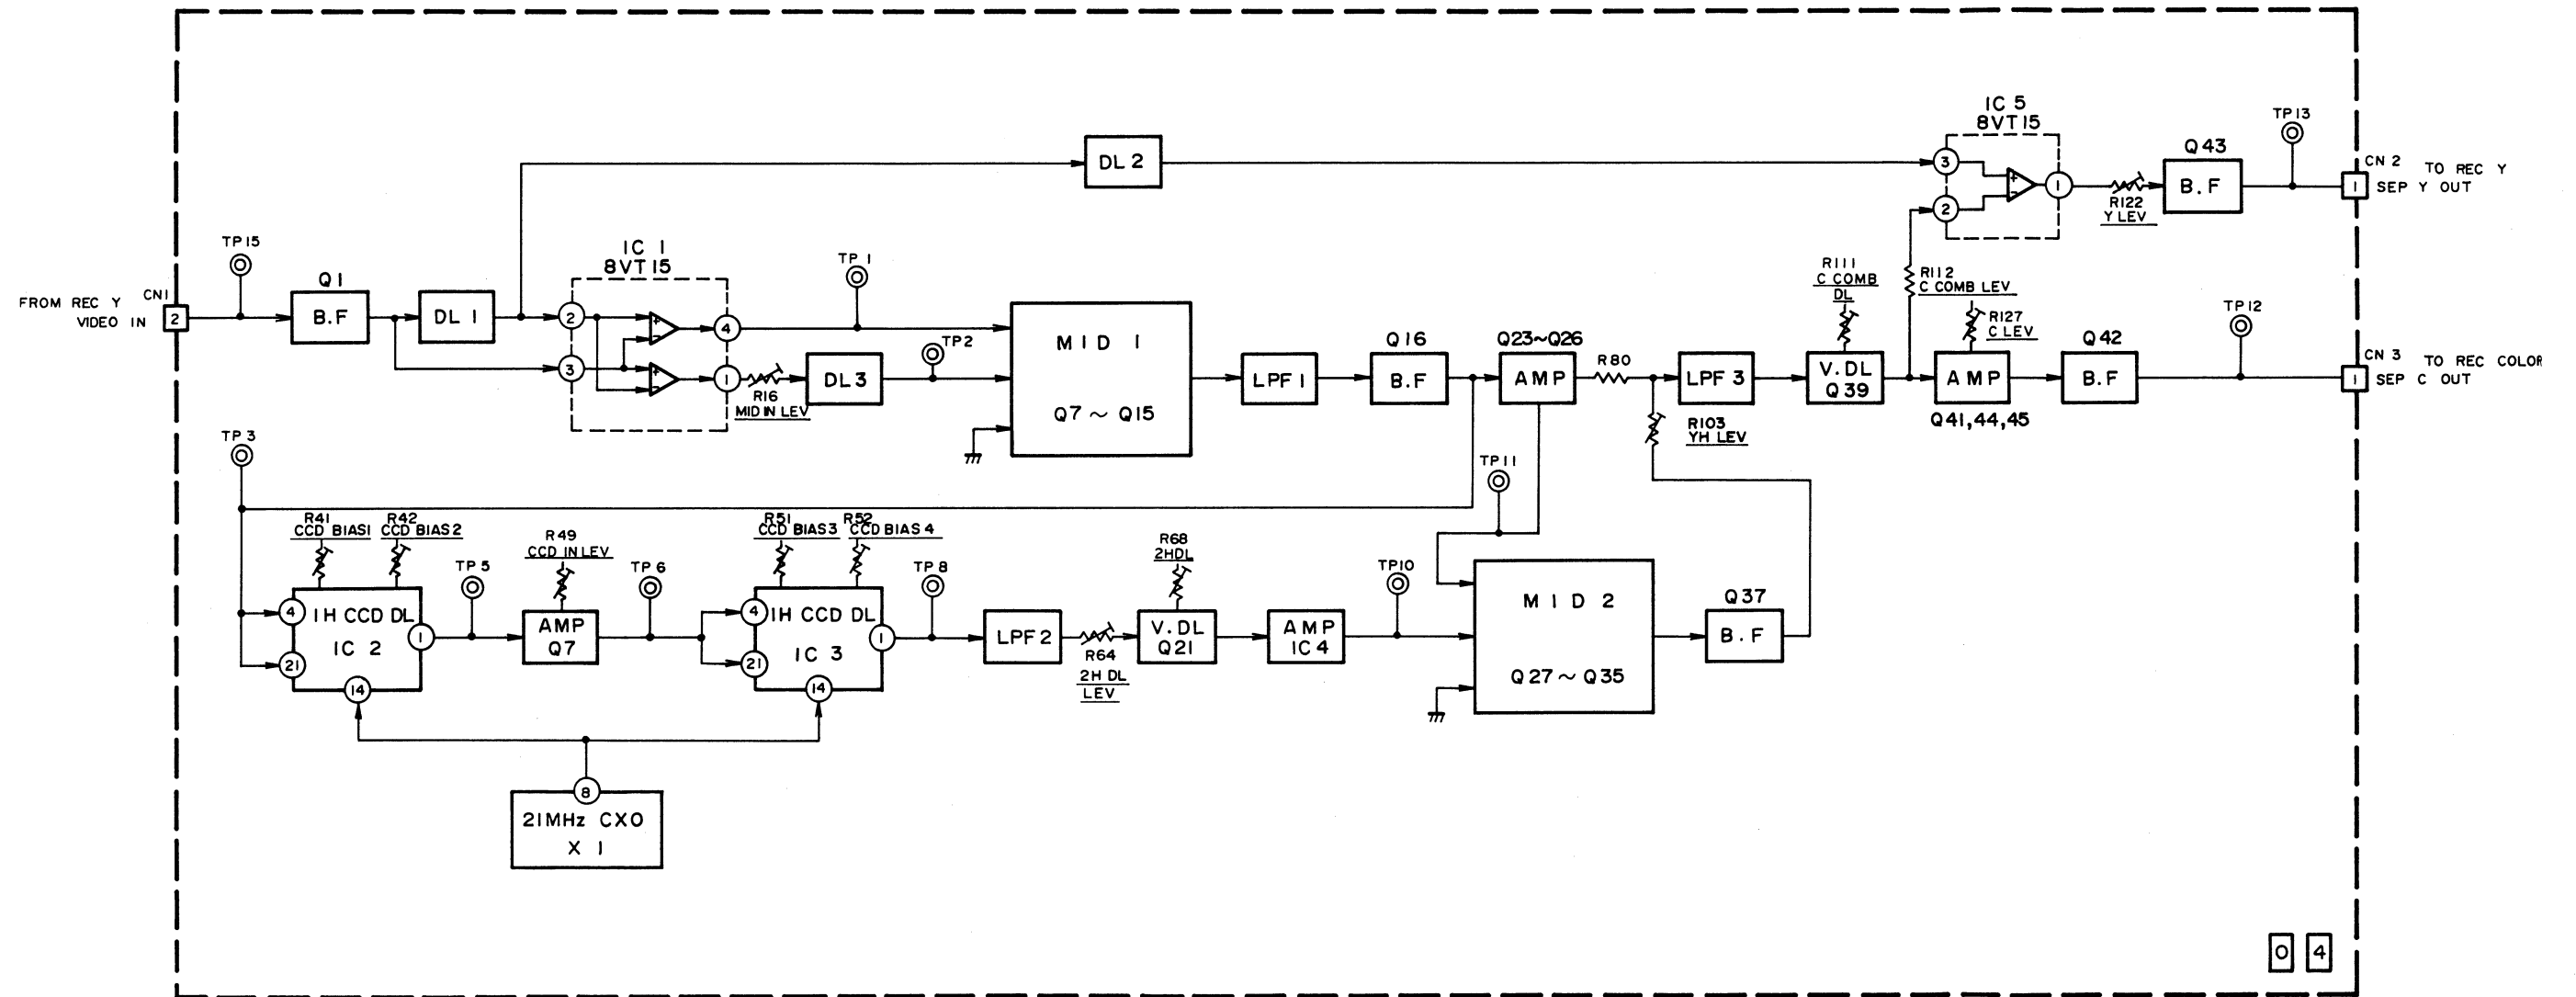 IC 5
8VT15
TP13
Q43
CN 2
TO REC Y
DL 2
3
+
-
1
B.F
1
SEP Y OUT
2
R122
Y LEV
TP15
IC 1
8VT15
TP 1
Q1
R111
C COMB
DL
R112
C COMB LEV
TP12
FROM REC Y
CN1
VIDEO IN
2
B.F
DL 1
2
+
-
4
MID 1
R127
C LEV
TP2
Q16
Q23~Q26
R80
Q42
CN 3
TO REC COLOR
3
+
-
1
DL3
LPF1
B.F
AMP
LPF 3
V.DL
Q39
AMP
B.F
1
SEP C OUT
R16
MID IN LEV
Q7 ~ Q15
R103
YH LEV
Q41,44,45
TP 3
TP11
R41
CCD BIAS1
R42
CCD BIAS2
R49
CCD IN LEV
R51
CCD BIAS3
R52
CCD BIAS 4
R68
2HDL
TP 5
TP 6
TP 8
TP10
4
1H CCD DL
IC 2
1
21
14
AMP
Q7
4
1H CCD DL
IC 3
1
21
14
LPF2
R64
2H DL
LEV
V.DL
Q21
AMP
IC4
MID 2
Q27 ~ Q35
Q37
B.F
8
21MHz CXO
X 1
0 4